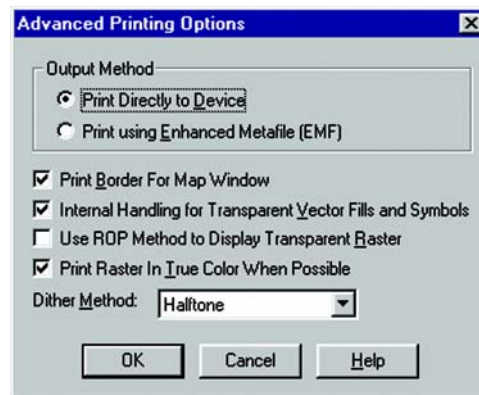 Advanced Printing Options
Output Method
Print Directly to Device
Print using Enhanced Metafile (EMF)
Print Border For Map Window
Internal Handling for Transparent Vector Fills and Symbols
Use ROP Method to Display Transparent Raster
Print Raster In True Color When Possible
Dither Method: Halftone
OK Cancel Help